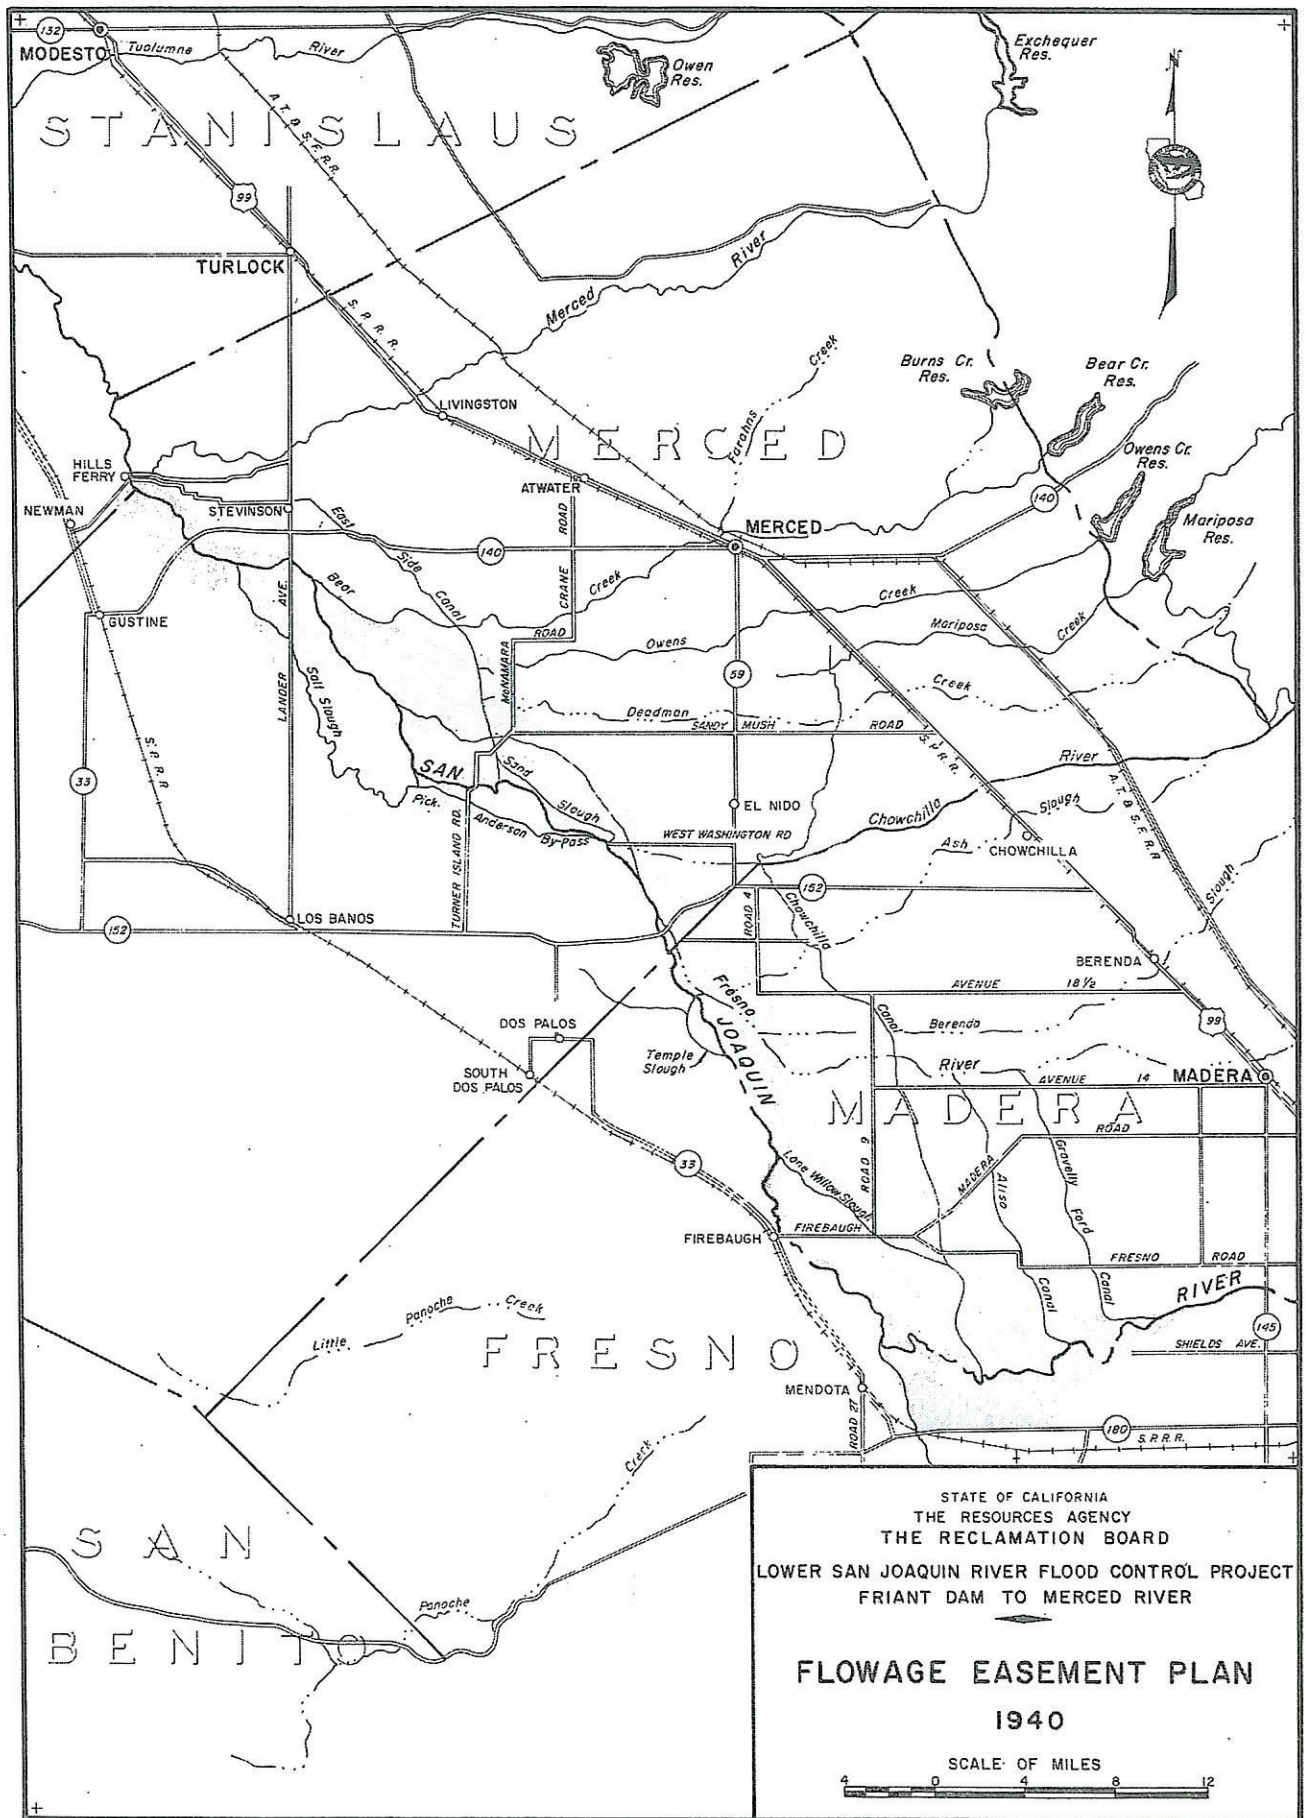 132
MODESTO
Tuolumne River
Owen
Res.
Exchequer
Res.
N
STANISLAUS
A.T. & S.F.R.R.
99
TURLOCK
S. P. R. R.
Merced River
LIVINGSTON
Farahns Creek
Burns Cr.
Res.
Bear Cr.
Res.
Owens Cr.
Res.
Mariposa
Res.
MERCED
HILLS
FERRY
NEWMAN
STEVINSON
ATWATER
MERCED
140
140
East Side Canal
CRANE ROAD
Bear Creek
GUSTINE
LANDER AVE.
Salt Slough
McNAMARA ROAD
Owens Creek
Mariposa Creek
59
Deadman Creek
SANDY MUSH ROAD
S.P.R.R.
S.P.R.R.
33
SAN
Sand Slough
Pick. Anderson By-Pass
TURNER ISLAND RD.
EL NIDO
WEST WASHINGTON RD
Chowchilla River
Ash Slough
CHOWCHILLA
A.T. & S.F.R.R
152
LOS BANOS
152
ROAD 4
Chowchilla Canal
Slough
BERENDA
AVENUE 18 1/2
Fresno River
JOAQUIN
Berenda
99
DOS PALOS
SOUTH
DOS PALOS
Temple
Slough
AVENUE 14
MADERA
MADERA
ROAD
MADERA
33
Lone Willow Slough
ROAD 9
Aliso Canal
Gravelly Ford Canal
FIREBAUGH
FIREBAUGH
FRESNO ROAD
RIVER
145
SHIELDS AVE.
Little Panoche Creek
FRESNO
MENDOTA
ROAD 27
180
S.P.R.R.
Creek
SAN
BENITO
Panoche
STATE OF CALIFORNIA
THE RESOURCES AGENCY
THE RECLAMATION BOARD
LOWER SAN JOAQUIN RIVER FLOOD CONTROL PROJECT
FRIANT DAM TO MERCED RIVER
FLOWAGE EASEMENT PLAN
1940
SCALE OF MILES
4 0 4 8 12